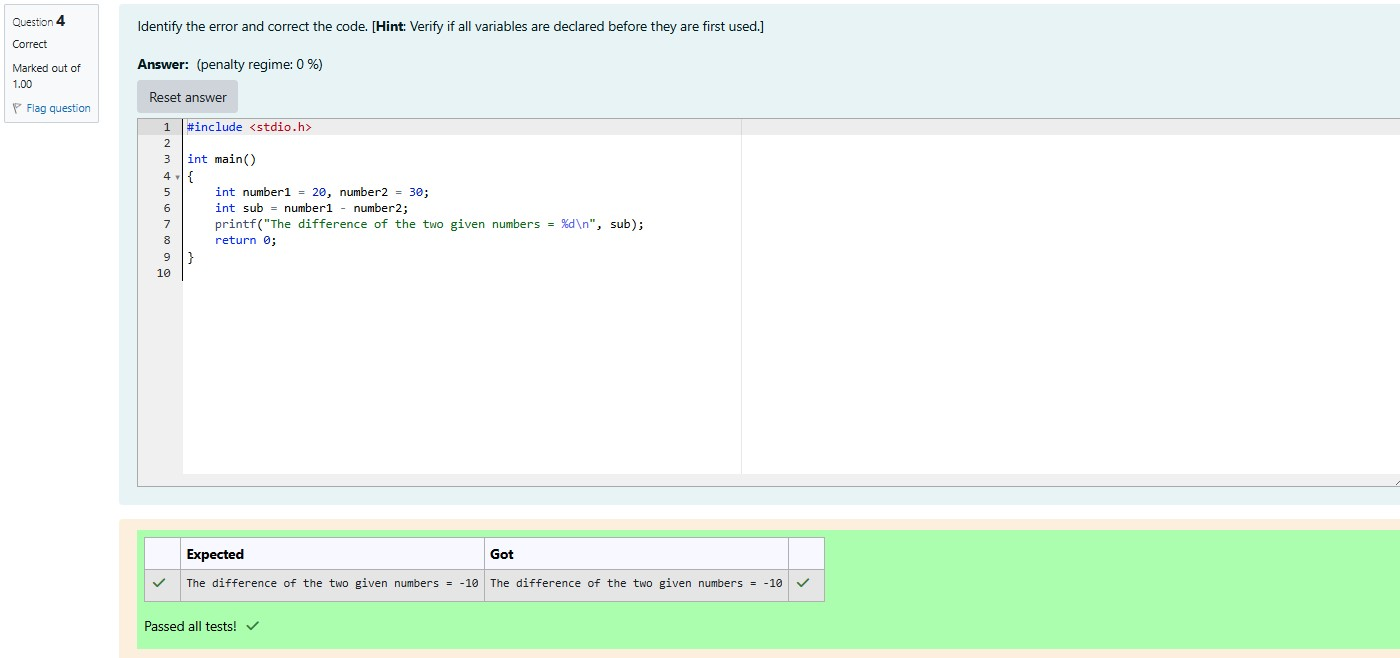 Question 4
Correct
Marked out of
1.00
Flag question
Identify the error and correct the code. [Hint: Verify if all variables are declared before they are first used.]
Answer: (penalty regime: 0 %)
Reset answer
1 #include <stdio.h>
2
3 int main()
4 {
5     int number1 = 20, number2 = 30;
6     int sub = number1 - number2;
7     printf("The difference of the two given numbers = %d\n", sub);
8     return 0;
9 }
10
Expected Got
The difference of the two given numbers = -10 The difference of the two given numbers = -10
Passed all tests!